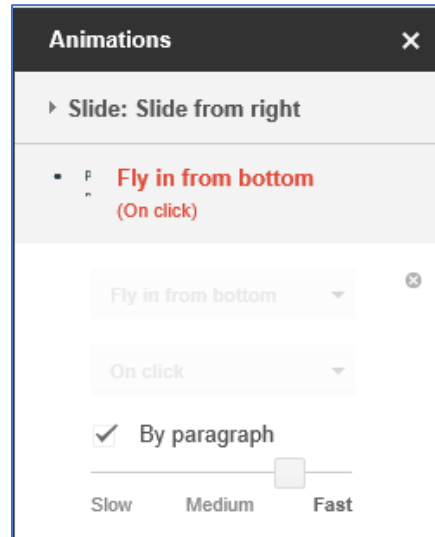 Animations
Slide: Slide from right
Fly in from bottom
(On click)
Fly in from bottom
On click
By paragraph
Slow Medium Fast